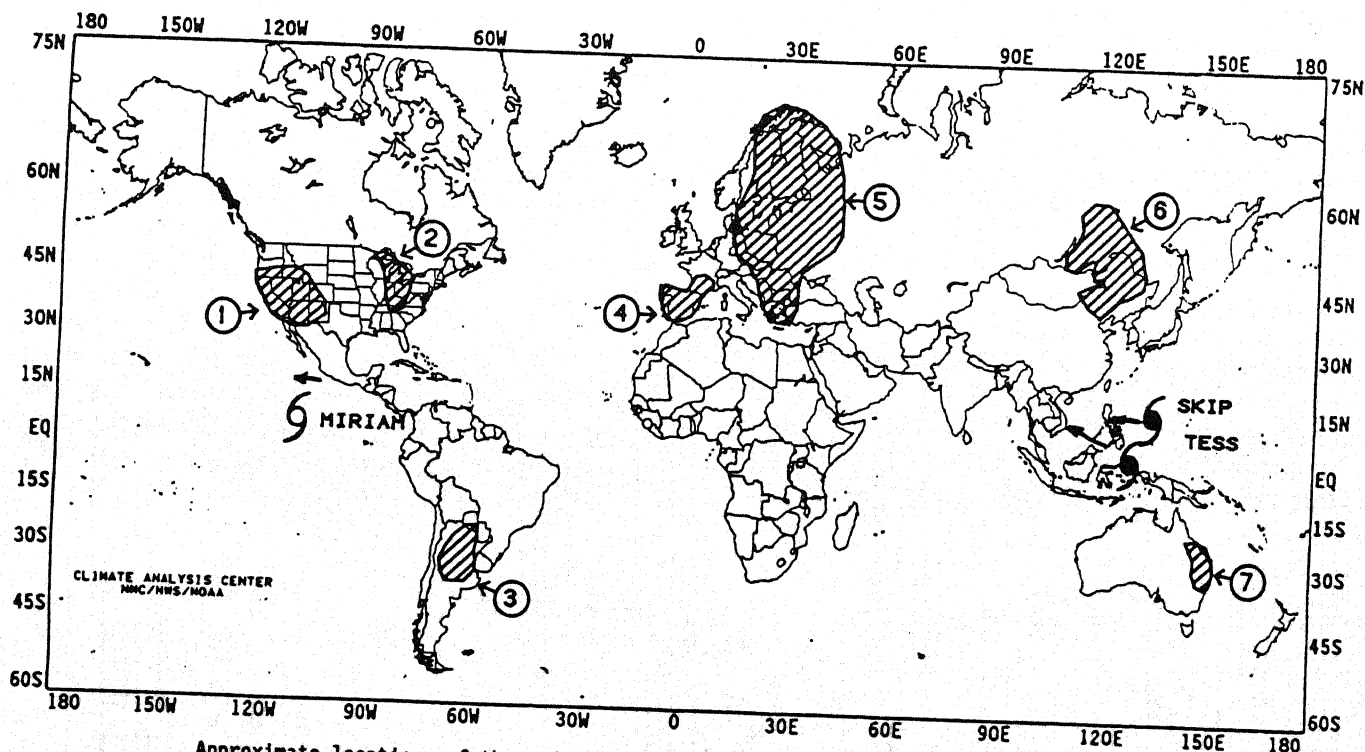 180 150W 120W 90W 60W 30W 0 30E 60E 90E 120E 150E 180
75N 75N
60N 60N
45N 45N
30N 30N
15N 15N
EQ EQ
15S 15S
30S 30S
45S 45S
60S 60S
1
2
3
4
5
6
7
MIRIAM
SKIP
TESS
CLIMATE ANALYSIS CENTER
NMC/NWS/NOAA
180 150W 120W 90W 60W 30W 0 30E 60E 90E 120E 150E 180
Approximate locations of the